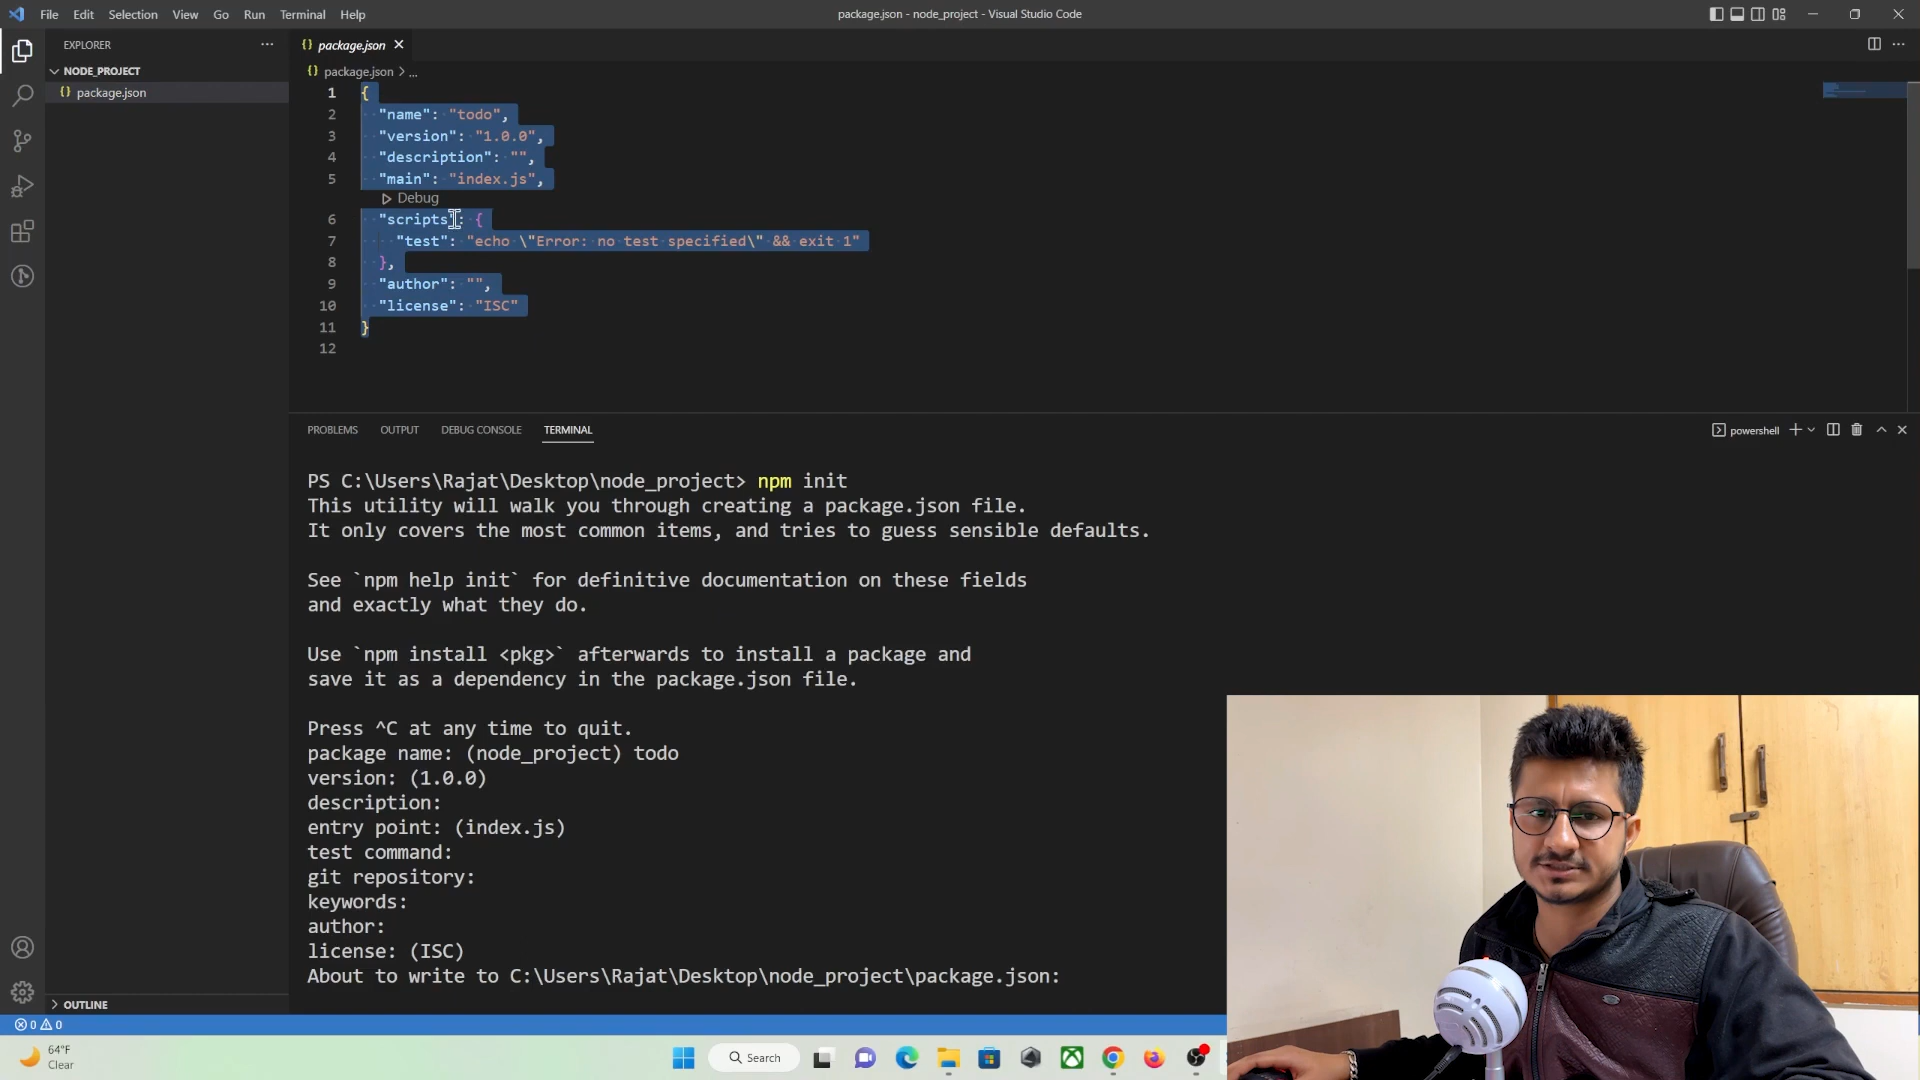 File Edit Selection View Go Run Terminal Help
package.json - node_project - Visual Studio Code
EXPLORER
NODE_PROJECT
{} package.json
OUTLINE
{} package.json
{} package.json > ...
1 {
2 "name": "todo",
3 "version": "1.0.0",
4 "description": "",
5 "main": "index.js",
Debug
6 "scripts": {
7 "test": "echo \"Error: no test specified\" && exit 1"
8 },
9 "author": "",
10 "license": "ISC"
11 }
12
PROBLEMS OUTPUT DEBUG CONSOLE TERMINAL
powershell
PS C:\Users\Rajat\Desktop\node_project> npm init
This utility will walk you through creating a package.json file.
It only covers the most common items, and tries to guess sensible defaults.
See `npm help init` for definitive documentation on these fields
and exactly what they do.
Use `npm install <pkg>` afterwards to install a package and
save it as a dependency in the package.json file.
Press ^C at any time to quit.
package name: (node_project) todo
version: (1.0.0)
description:
entry point: (index.js)
test command:
git repository:
keywords:
author:
license: (ISC)
About to write to C:\Users\Rajat\Desktop\node_project\package.json:
0 0
64°F
Clear
Search